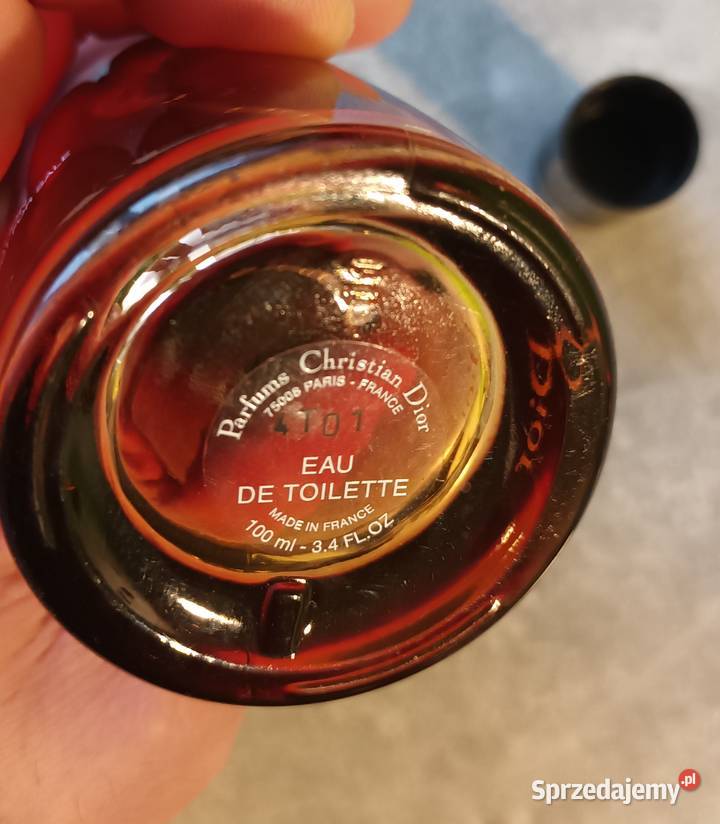 Parfums Christian Dior
75008 PARIS - FRANCE
4T01
EAU
DE TOILETTE
MADE IN FRANCE
100 ml - 3.4 FL.OZ
Dior
Sprzedajemy.pl